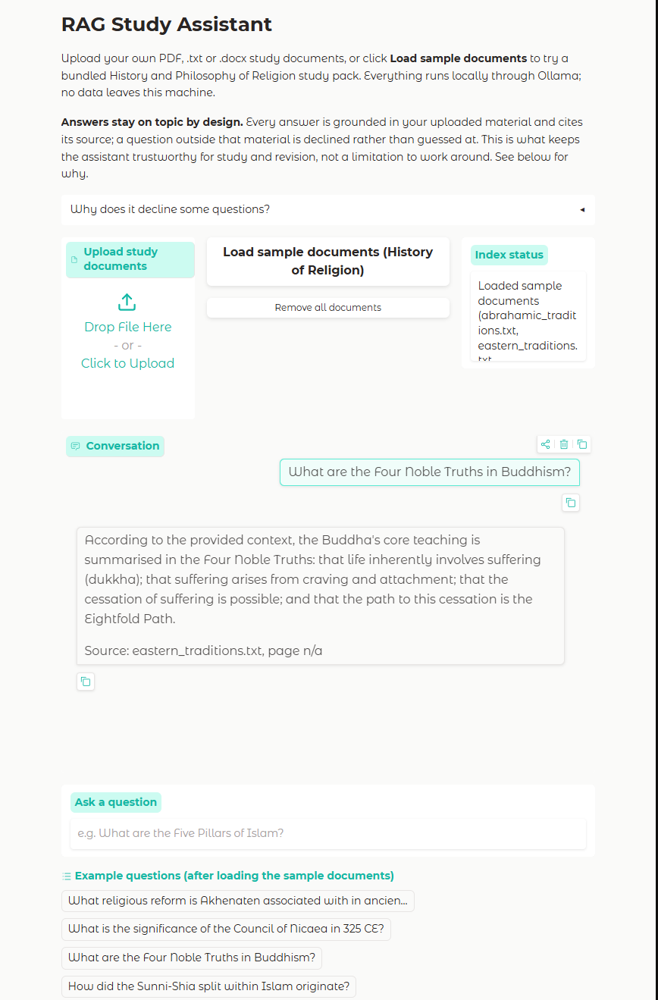 RAG Study Assistant
Upload your own PDF, .txt or .docx study documents, or click Load sample documents to try a
bundled History and Philosophy of Religion study pack. Everything runs locally through Ollama;
no data leaves this machine.
Answers stay on topic by design. Every answer is grounded in your uploaded material and cites
its source; a question outside that material is declined rather than guessed at. This is what keeps
the assistant trustworthy for study and revision, not a limitation to work around. See below for
why.
Why does it decline some questions?
Upload study
documents
Drop File Here
- or -
Click to Upload
Load sample documents (History
of Religion)
Remove all documents
Index status
Loaded sample
documents
(abrahamic_tradit
ions.txt,
eastern_traditions.
txt
Conversation
What are the Four Noble Truths in Buddhism?
According to the provided context, the Buddha's core teaching is
summarised in the Four Noble Truths: that life inherently involves suffering
(dukkha); that suffering arises from craving and attachment; that the
cessation of suffering is possible; and that the path to this cessation is the
Eightfold Path.
Source: eastern_traditions.txt, page n/a
Ask a question
e.g. What are the Five Pillars of Islam?
Example questions (after loading the sample documents)
What religious reform is Akhenaten associated with in ancien...
What is the significance of the Council of Nicaea in 325 CE?
What are the Four Noble Truths in Buddhism?
How did the Sunni-Shia split within Islam originate?